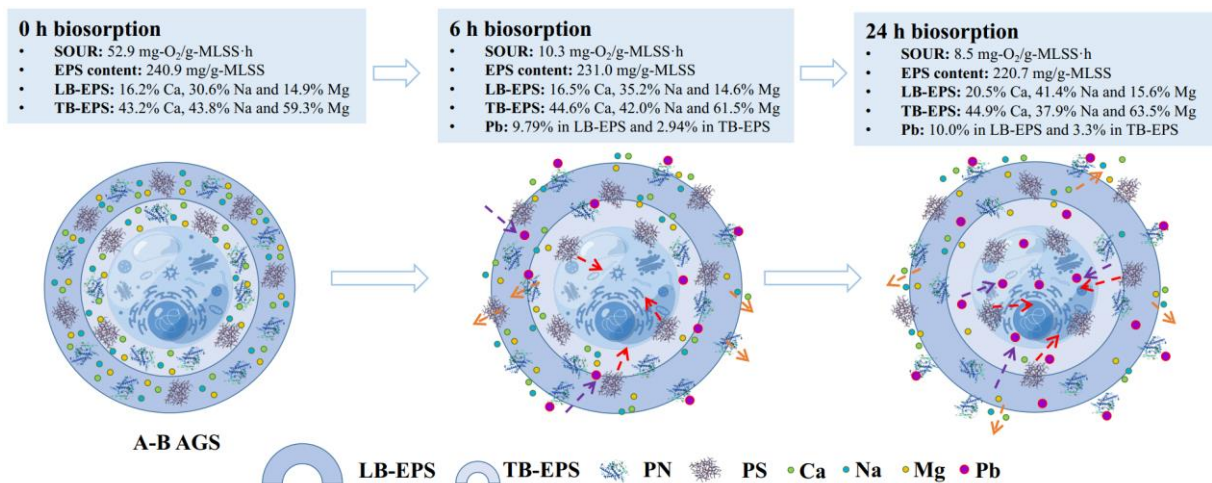 0 h biosorption
• SOUR: 52.9 mg-O₂/g-MLSS·h
• EPS content: 240.9 mg/g-MLSS
• LB-EPS: 16.2% Ca, 30.6% Na and 14.9% Mg
• TB-EPS: 43.2% Ca, 43.8% Na and 59.3% Mg
6 h biosorption
• SOUR: 10.3 mg-O₂/g-MLSS·h
• EPS content: 231.0 mg/g-MLSS
• LB-EPS: 16.5% Ca, 35.2% Na and 14.6% Mg
• TB-EPS: 44.6% Ca, 42.0% Na and 61.5% Mg
• Pb: 9.79% in LB-EPS and 2.94% in TB-EPS
24 h biosorption
• SOUR: 8.5 mg-O₂/g-MLSS·h
• EPS content: 220.7 mg/g-MLSS
• LB-EPS: 20.5% Ca, 41.4% Na and 15.6% Mg
• TB-EPS: 44.9% Ca, 37.9% Na and 63.5% Mg
• Pb: 10.0% in LB-EPS and 3.3% in TB-EPS
A-B AGS
LB-EPS TB-EPS PN PS Ca Na Mg Pb